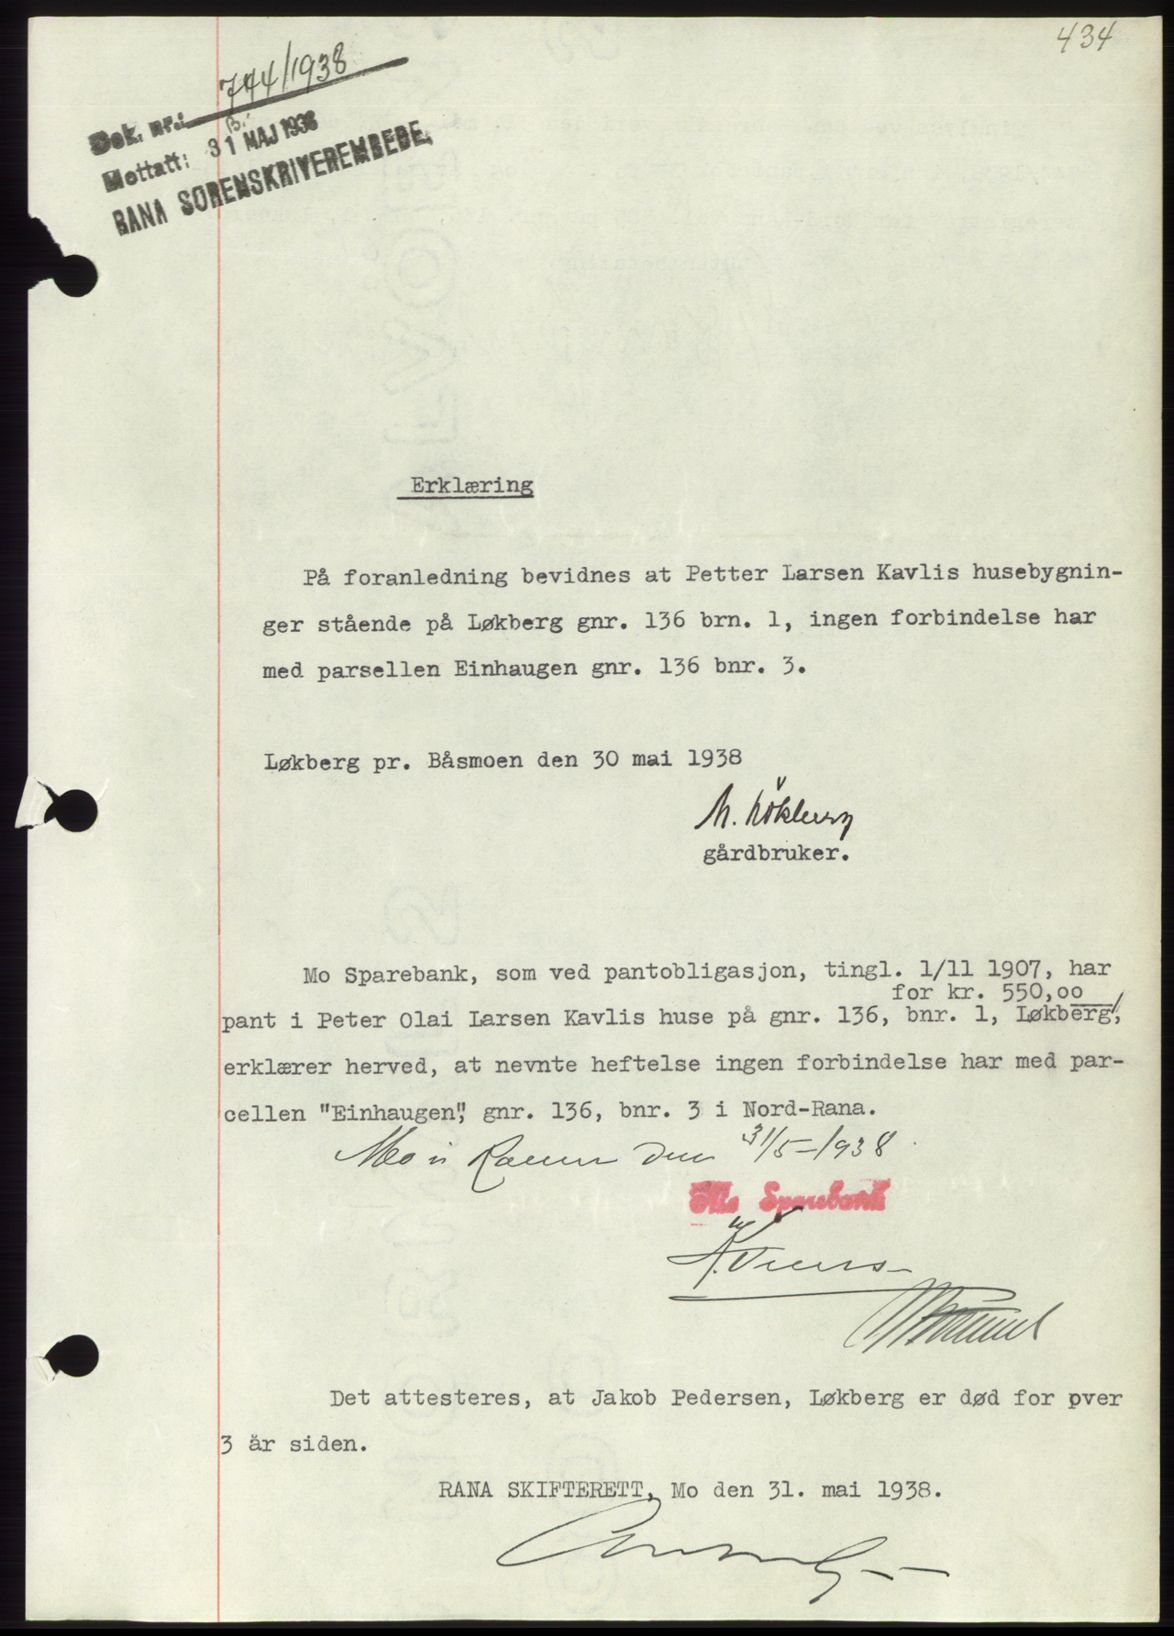 434
Dok. nr.: 744/1938
Mottatt: 31 MAJ 1938
RANA SORENSKRIVEREMBEDE.
Erklæring
På foranledning bevidnes at Petter Larsen Kavlis husebygnin-
ger stående på Løkberg gnr. 136 brn. 1, ingen forbindelse har
med parsellen Einhaugen gnr. 136 bnr. 3.
Løkberg pr. Båsmoen den 30 mai 1938
M. Lökberg
gårdbruker.
Mo Sparebank, som ved pantobligasjon, tingl. 1/11 1907, har
for kr. 550,00
pant i Peter Olai Larsen Kavlis huse på gnr. 136, bnr. 1, Løkberg,
erklærer herved, at nevnte heftelse ingen forbindelse har med par-
cellen "Einhaugen", gnr. 136, bnr. 3 i Nord-Rana.
Mo i Ranen den 31/5-1938.
Mo Sparebank
Det attesteres, at Jakob Pedersen, Løkberg er død for over
3 år siden.
RANA SKIFTERETT, Mo den 31. mai 1938.